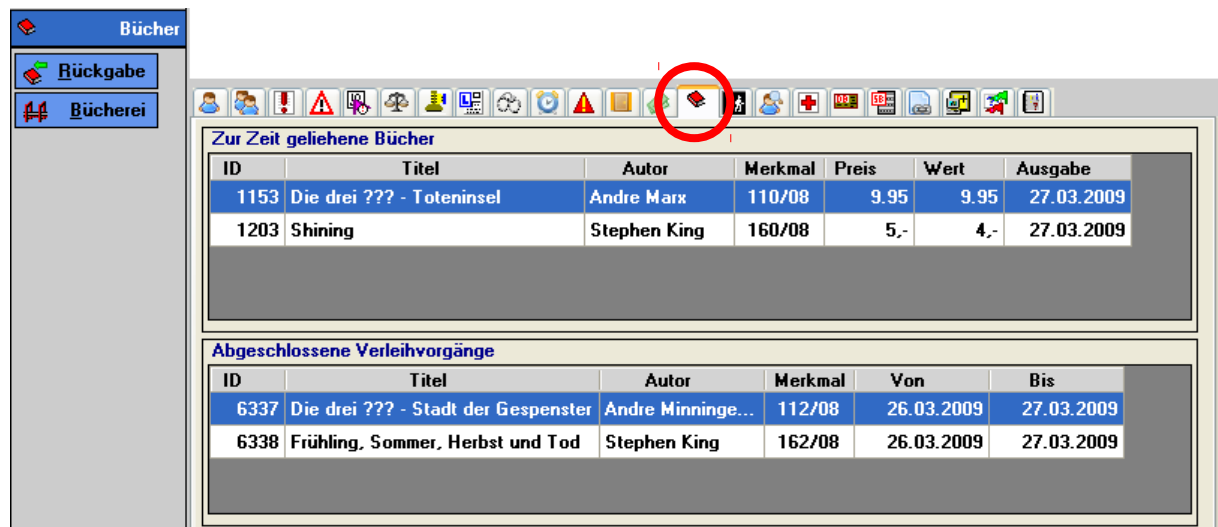 Bücher
Rückgabe
Bücherei
Zur Zeit geliehene Bücher
ID Titel Autor Merkmal Preis Wert Ausgabe
1153 Die drei ??? - Toteninsel Andre Marx 110/08 9.95 9.95 27.03.2009
1203 Shining Stephen King 160/08 5,- 4,- 27.03.2009
Abgeschlossene Verleihvorgänge
ID Titel Autor Merkmal Von Bis
6337 Die drei ??? - Stadt der Gespenster Andre Minninge... 112/08 26.03.2009 27.03.2009
6338 Frühling, Sommer, Herbst und Tod Stephen King 162/08 26.03.2009 27.03.2009